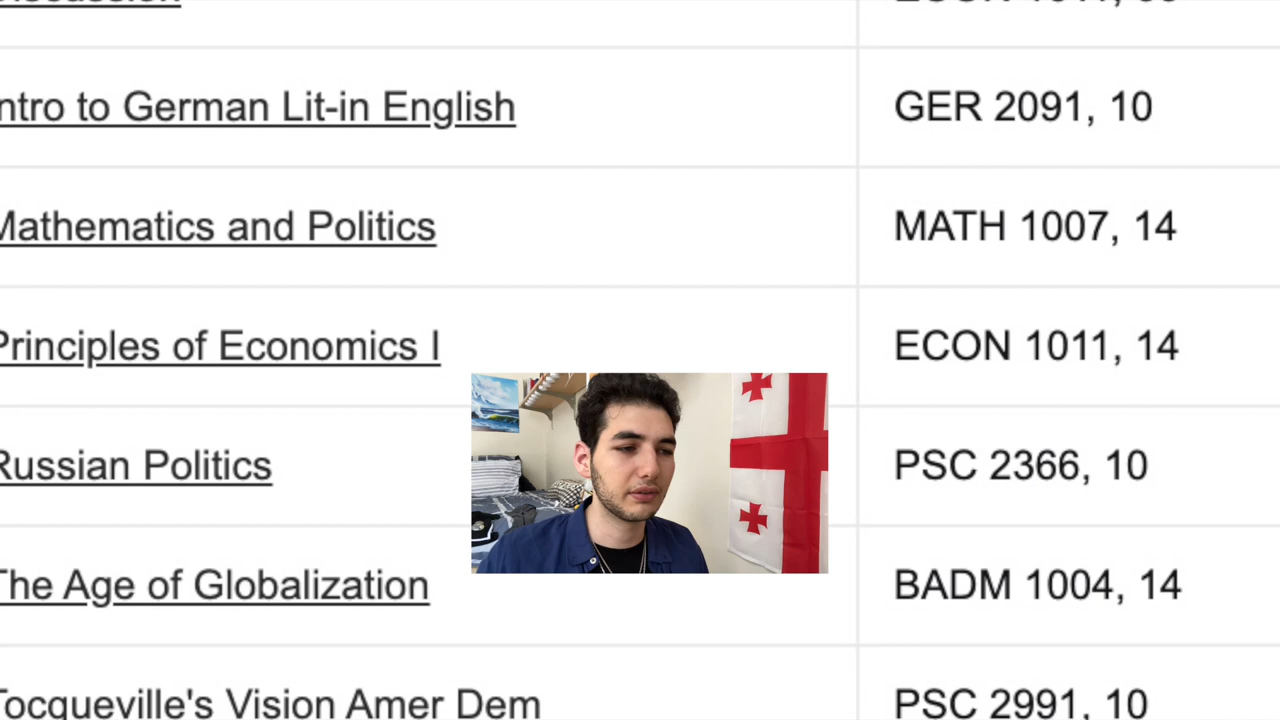 ntro to German Lit-in English GER 2091, 10
Mathematics and Politics MATH 1007, 14
Principles of Economics I ECON 1011, 14
Russian Politics PSC 2366, 10
The Age of Globalization BADM 1004, 14
Tocqueville's Vision Amer Dem PSC 2991, 10